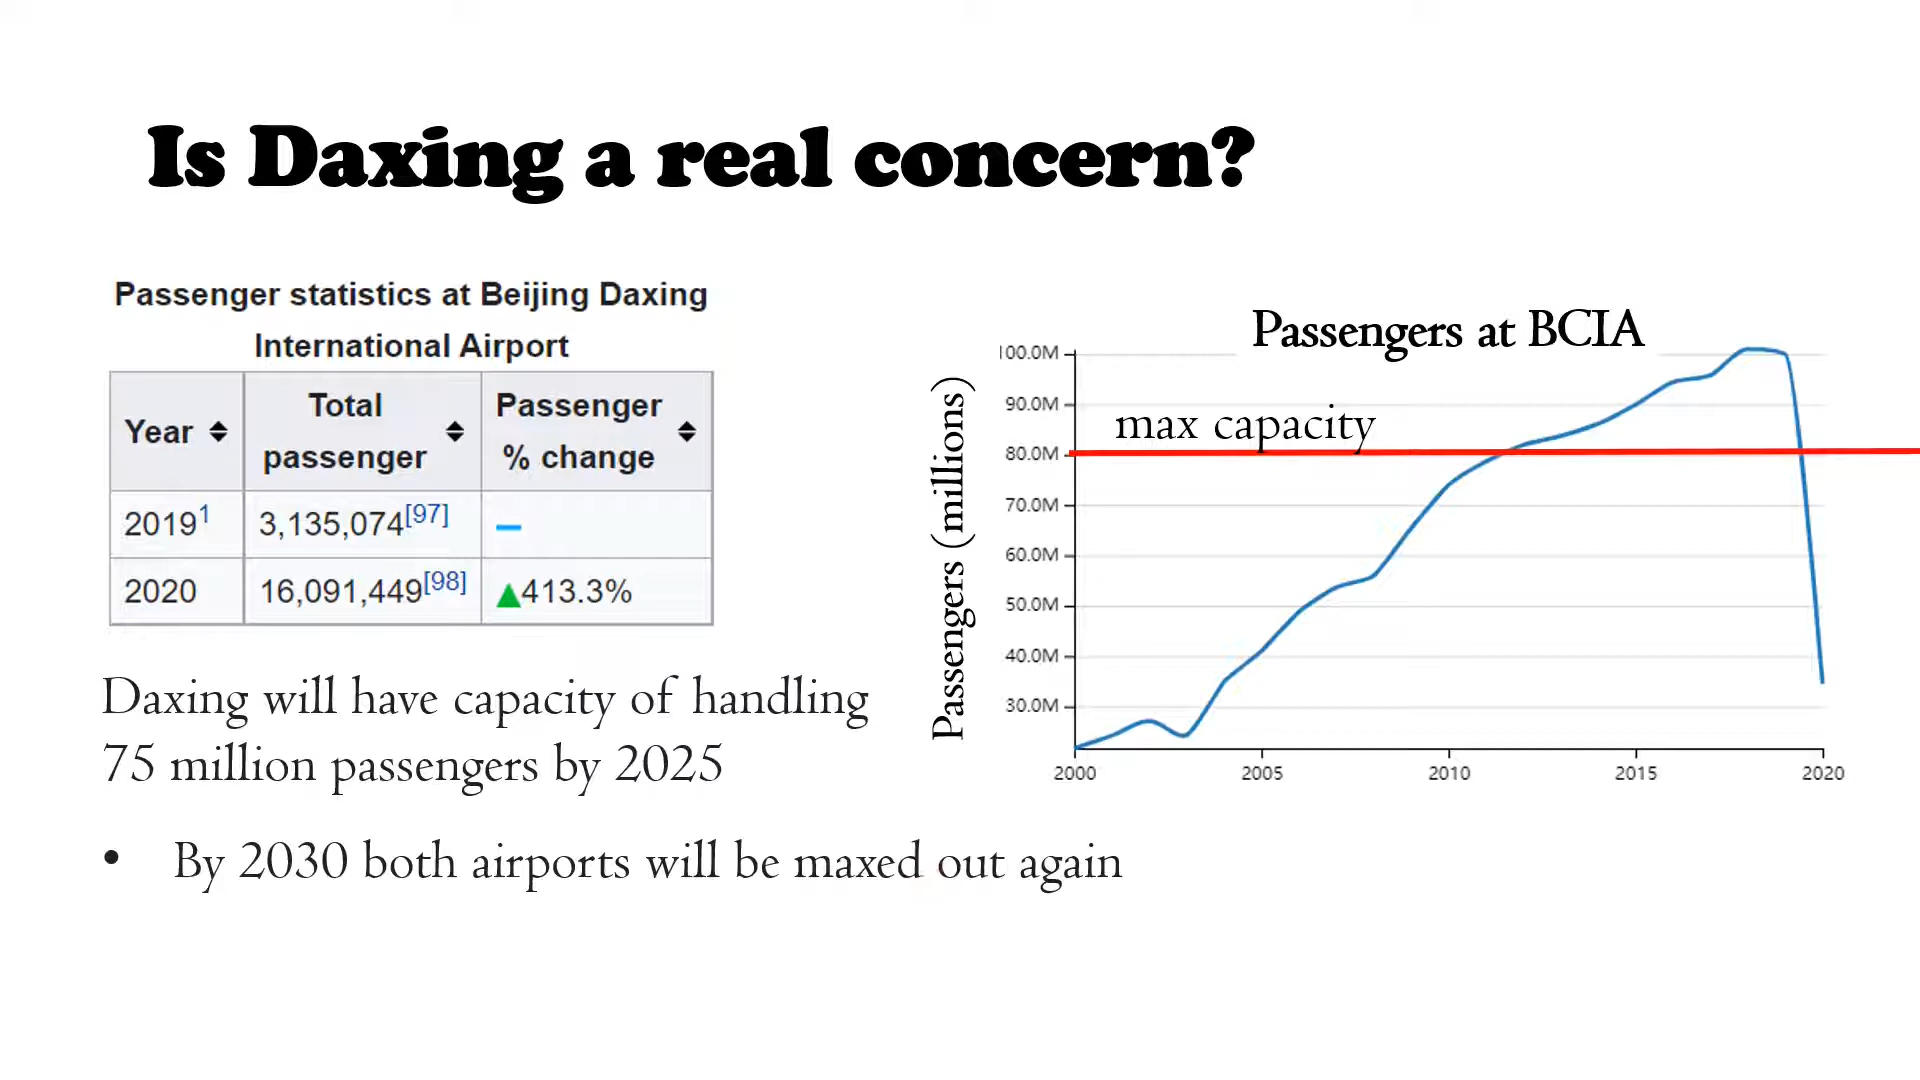 Is Daxing a real concern?
Passenger statistics at Beijing Daxing
International Airport
Year Total passenger Passenger % change
2019¹ 3,135,074[97] –
2020 16,091,449[98] ▲413.3%
Daxing will have capacity of handling
75 million passengers by 2025
• By 2030 both airports will be maxed out again
Passengers at BCIA
Passengers (millions)
max capacity
100.0M
90.0M
80.0M
70.0M
60.0M
50.0M
40.0M
30.0M
2000 2005 2010 2015 2020